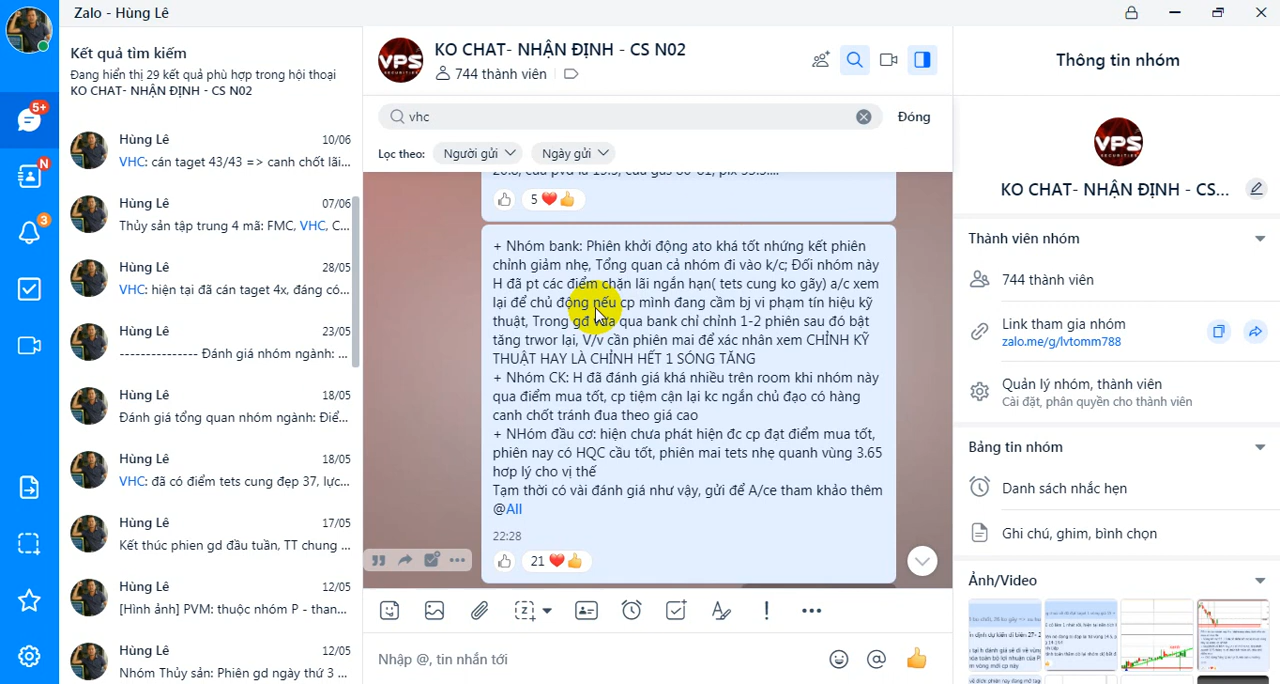 Zalo - Hùng Lê
5+
N
3
Kết quả tìm kiếm
Đang hiển thị 29 kết quả phù hợp trong hội thoại
KO CHAT- NHẬN ĐỊNH - CS N02
Hùng Lê 10/06
VHC: cán taget 43/43 => canh chốt lãi...
Hùng Lê 07/06
Thủy sản tập trung 4 mã: FMC, VHC, C...
Hùng Lê 28/05
VHC: hiện tại đã cán taget 4x, đáng có...
Hùng Lê 23/05
--------------- Đánh giá nhóm ngành: ...
Hùng Lê 18/05
Đánh giá tổng quan nhóm ngành: Điể...
Hùng Lê 18/05
VHC: đã có điểm tets cung đẹp 37, lực...
Hùng Lê 17/05
Kết thúc phien gd đầu tuần, TT chung ...
Hùng Lê 12/05
[Hình ảnh] PVM: thuộc nhóm P - than...
Hùng Lê 12/05
Nhóm Thủy sản: Phiên gd ngày thứ 3 ...
VPS
SECURITIES
KO CHAT- NHẬN ĐỊNH - CS N02
744 thành viên
vhc
Đóng
Lọc theo: Người gửi Ngày gửi
5
+ Nhóm bank: Phiên khởi động ato khá tốt nhứng kết phiên
chỉnh giảm nhẹ, Tổng quan cả nhóm đi vào k/c; Đối nhóm này
H đã pt các điểm chặn lãi ngắn hạn( tets cung ko gãy) a/c xem
lại để chủ động nếu cp mình đang cầm bj vi phạm tín hiệu kỹ
thuật, Trong gđ vừa qua bank chỉ chỉnh 1-2 phiên sau đó bật
tăng trwor lại, V/v cần phiên mai để xác nhân xem CHỈNH KỸ
THUẬT HAY LÀ CHỈNH HẾT 1 SÓNG TĂNG
+ Nhóm CK: H đã đánh giá khá nhiều trên room khi nhóm này
qua điểm mua tốt, cp tiệm cận lại kc ngắn chủ đạo có hàng
canh chốt tránh đua theo giá cao
+ NHóm đầu cơ: hiện chưa phát hiện đc cp đạt điểm mua tốt,
phiên nay có HQC cầu tốt, phiên mai tets nhẹ quanh vùng 3.65
hợp lý cho vị thế
Tạm thời có vài đánh giá như vậy, gửi để A/ce tham khảo thêm
@All
22:28
21
Nhập @, tin nhắn tới
Thông tin nhóm
VPS
SECURITIES
KO CHAT- NHẬN ĐỊNH - CS...
Thành viên nhóm
744 thành viên
Link tham gia nhóm
zalo.me/g/lvtomm788
Quản lý nhóm, thành viên
Cài đặt, phân quyền cho thành viên
Bảng tin nhóm
Danh sách nhắc hẹn
Ghi chú, ghim, bình chọn
Ảnh/Video